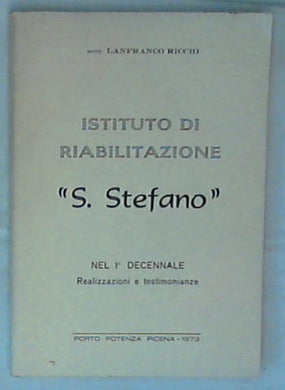 DOTT. LANFRANCO RICCHI
ISTITUTO DI
RIABILITAZIONE
"S. Stefano"
NEL 1° DECENNALE
Realizzazioni e testimonianze
PORTO POTENZA PICENA - 1973